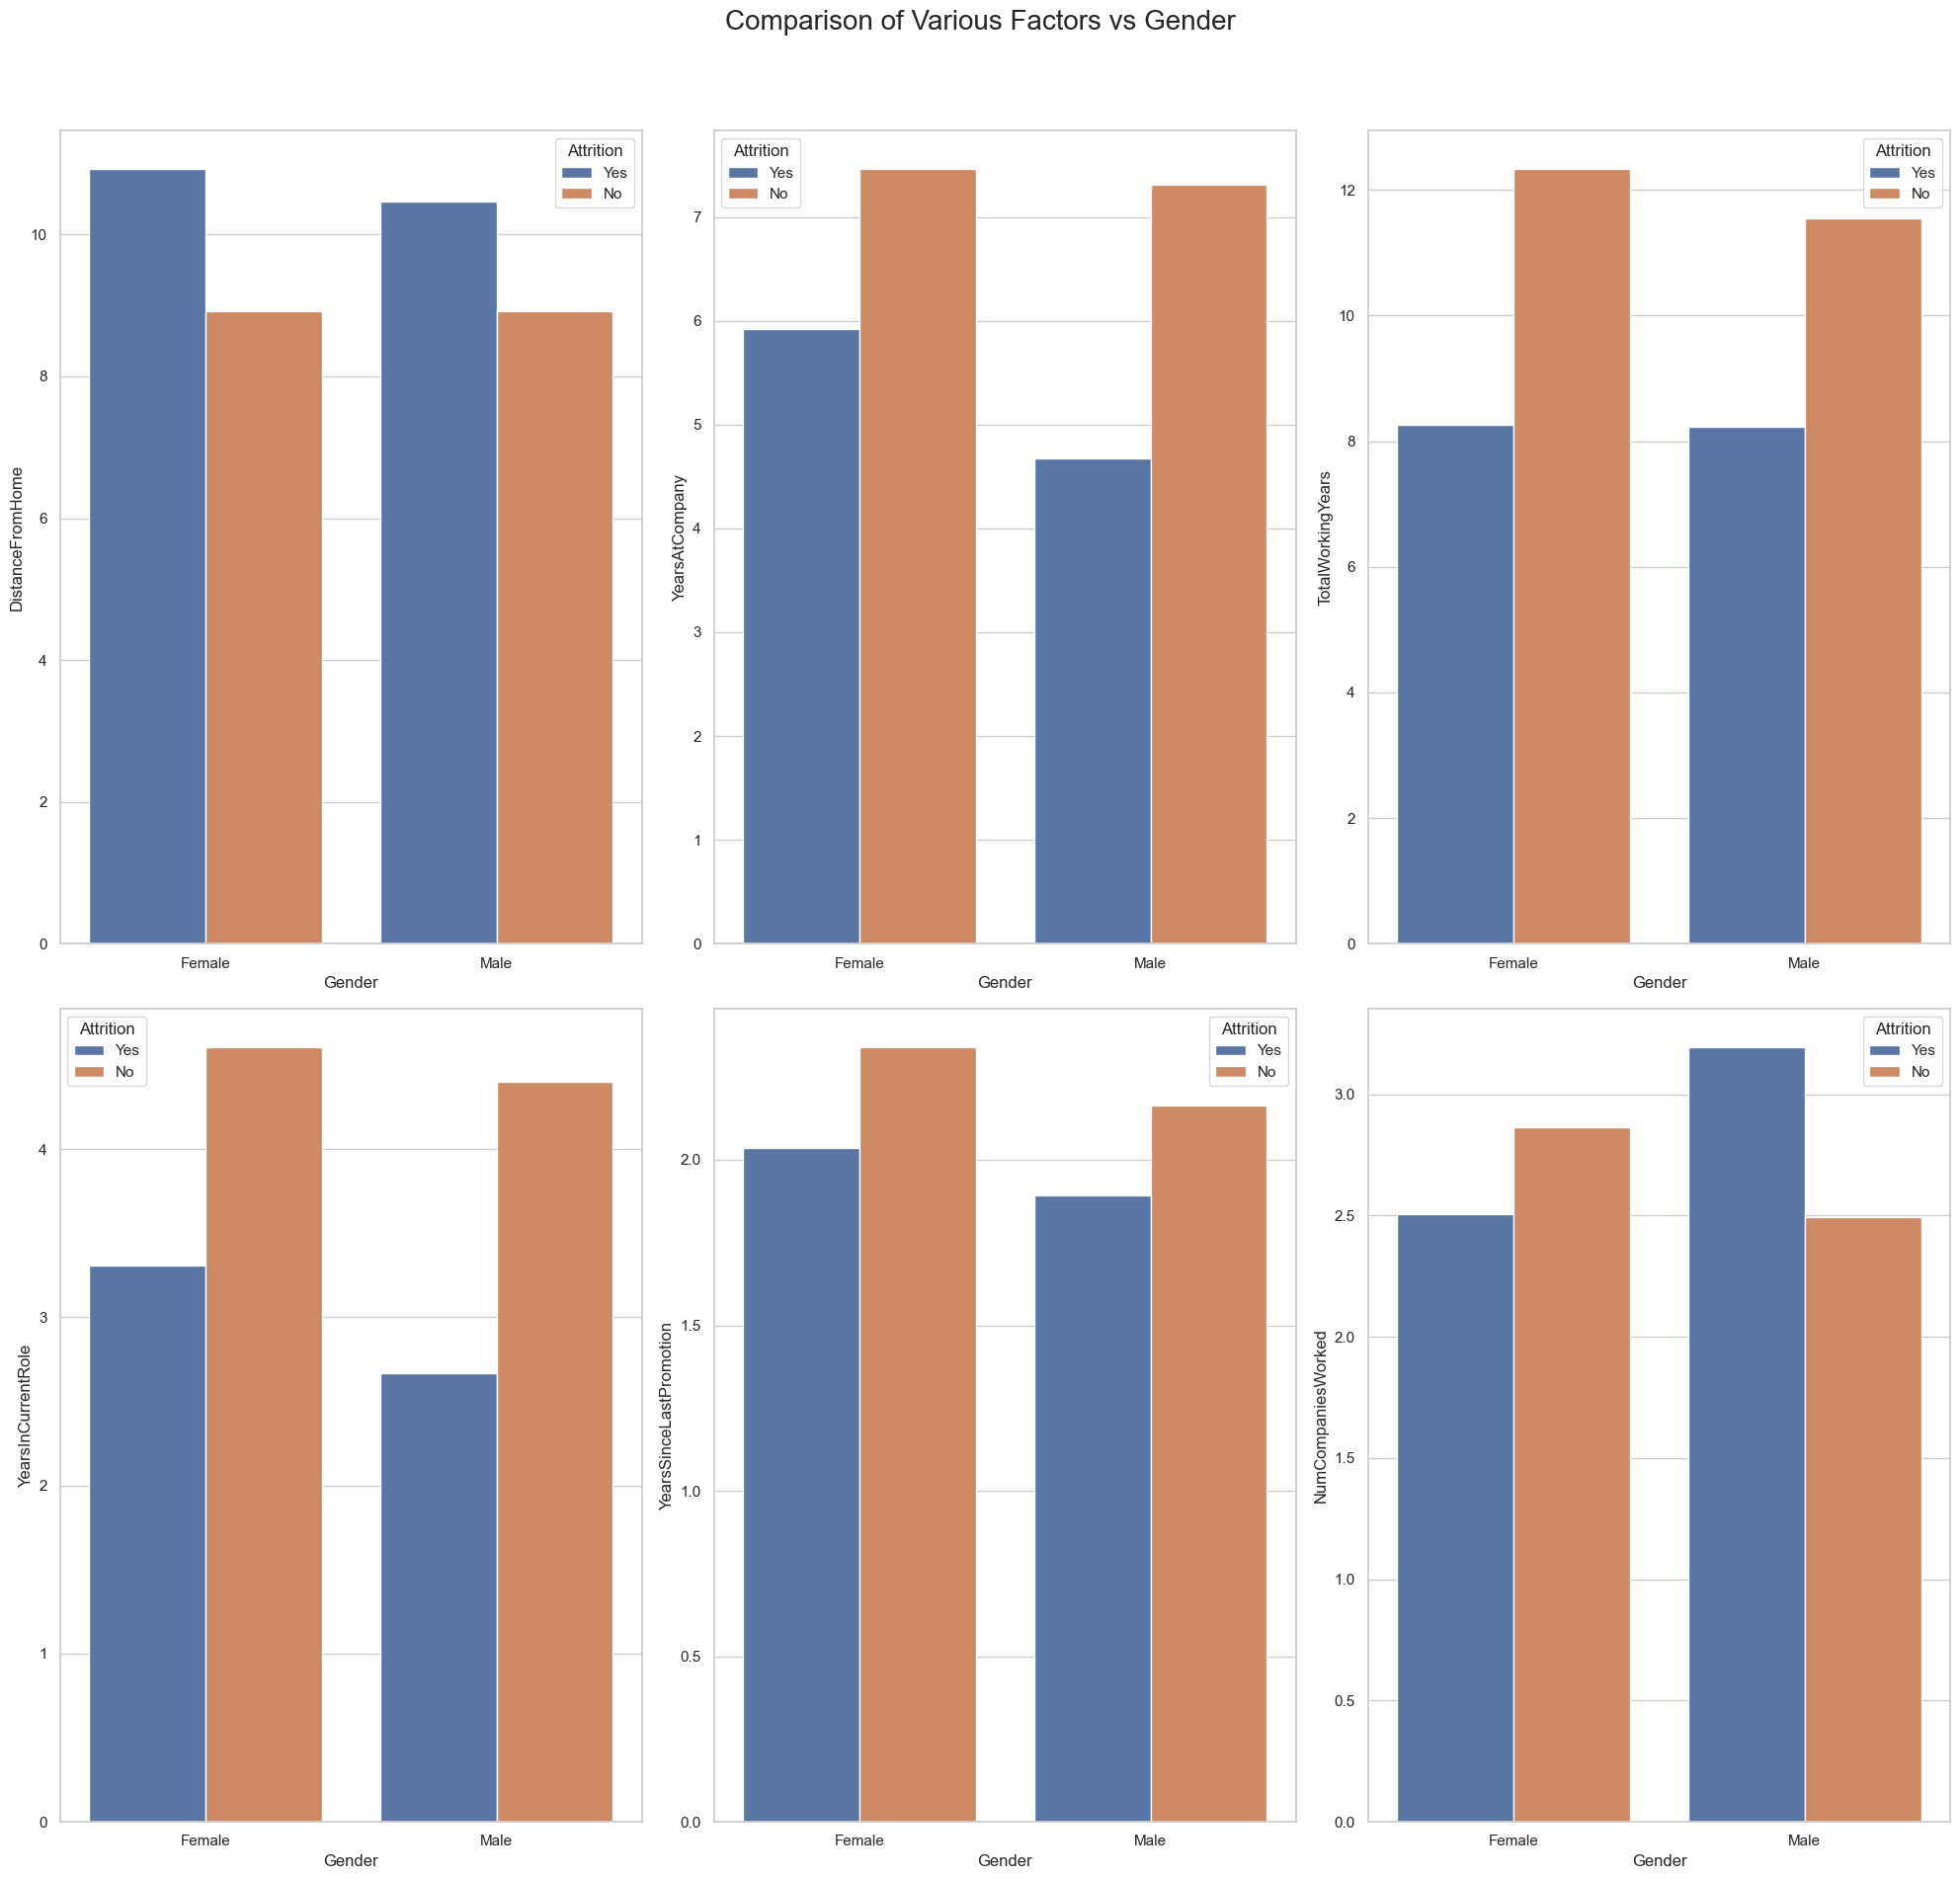 Comparison of Various Factors vs Gender
Attrition
Yes
No
10
8
6
4
2
0
DistanceFromHome
Female Male
Gender
Attrition
Yes
No
7
6
5
4
3
2
1
0
YearsAtCompany
Female Male
Gender
Attrition
Yes
No
12
10
8
6
4
2
0
TotalWorkingYears
Female Male
Gender
Attrition
Yes
No
4
3
2
1
0
YearsInCurrentRole
Female Male
Gender
Attrition
Yes
No
2.0
1.5
1.0
0.5
0.0
YearsSinceLastPromotion
Female Male
Gender
Attrition
Yes
No
3.0
2.5
2.0
1.5
1.0
0.5
0.0
NumCompaniesWorked
Female Male
Gender